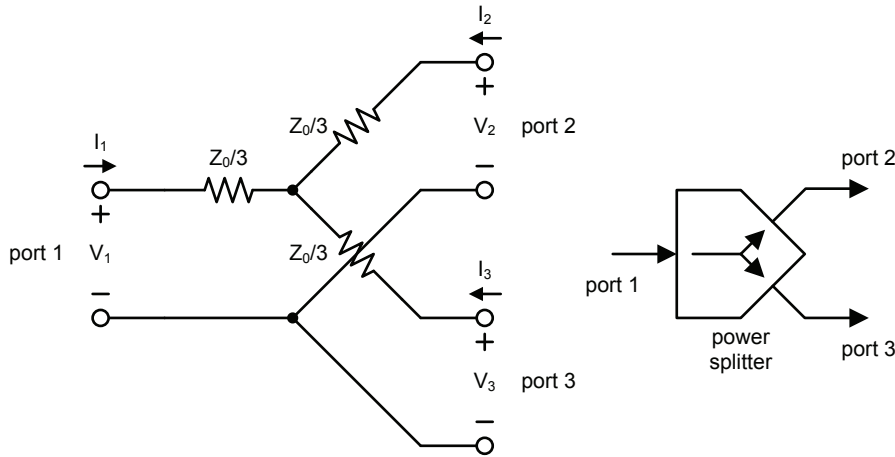 I2
+
Z0/3
V2 port 2
I1
Z0/3
−
+
port 1 V1
Z0/3
I3
−
+
V3 port 3
−
port 2
port 1
power
splitter
port 3